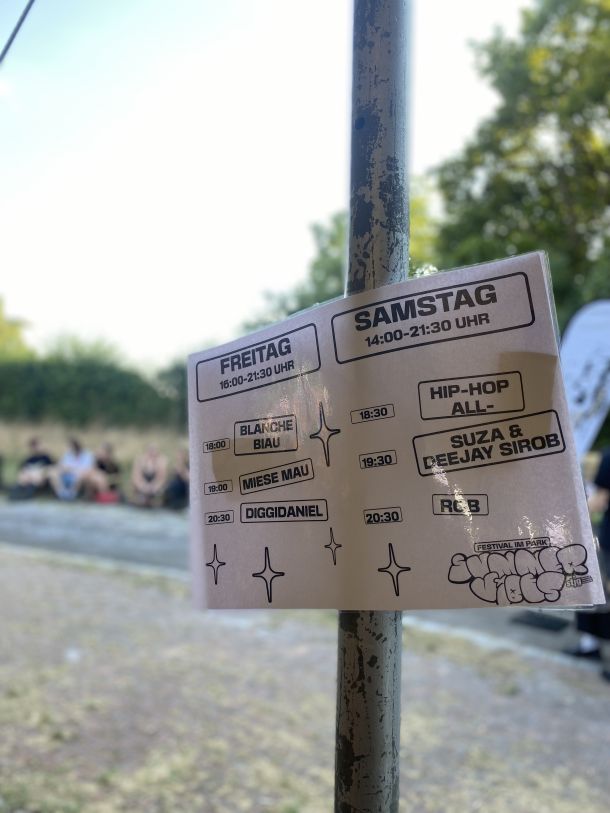 FREITAG
16:00-21:30 UHR
18:00
BLANCHE
BIAU
19:00
MIESE MAU
20:30
DIGGIDANIEL
SAMSTAG
14:00-21:30 UHR
18:30
HIP-HOP
ALL-
19:30
SUZA &
DEEJAY SIROB
20:30
RCB
FESTIVAL IM PARK
SUMMER
VIBES